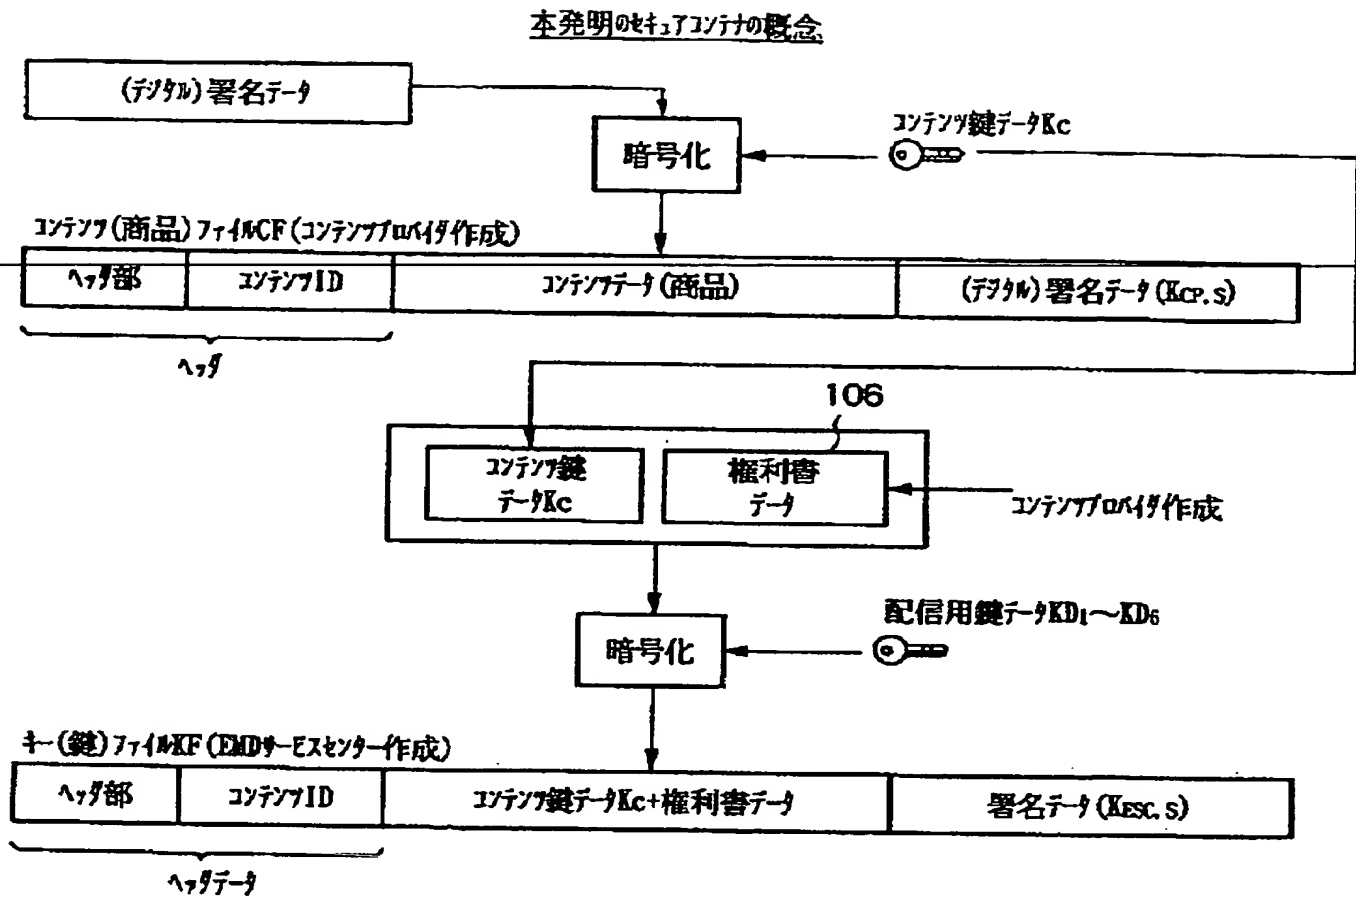 本発明のセキュアコンテナの概念
(デジタル)署名データ
コンテンツ鍵データKc
暗号化
コンテンツ(商品)ファイルCF(コンテンツプロバイダ作成)
ヘッダ部 コンテンツID コンテンツデータ(商品) (デジタル)署名データ(KCP,S)
ヘッダ
106
コンテンツ鍵
データKc
権利書
データ
コンテンツプロバイダ作成
配信用鍵データKD1〜KD6
暗号化
キー(鍵)ファイルKF(EMDサービスセンター作成)
ヘッダ部 コンテンツID コンテンツ鍵データKc+権利書データ 署名データ(KESC,S)
ヘッダデータ